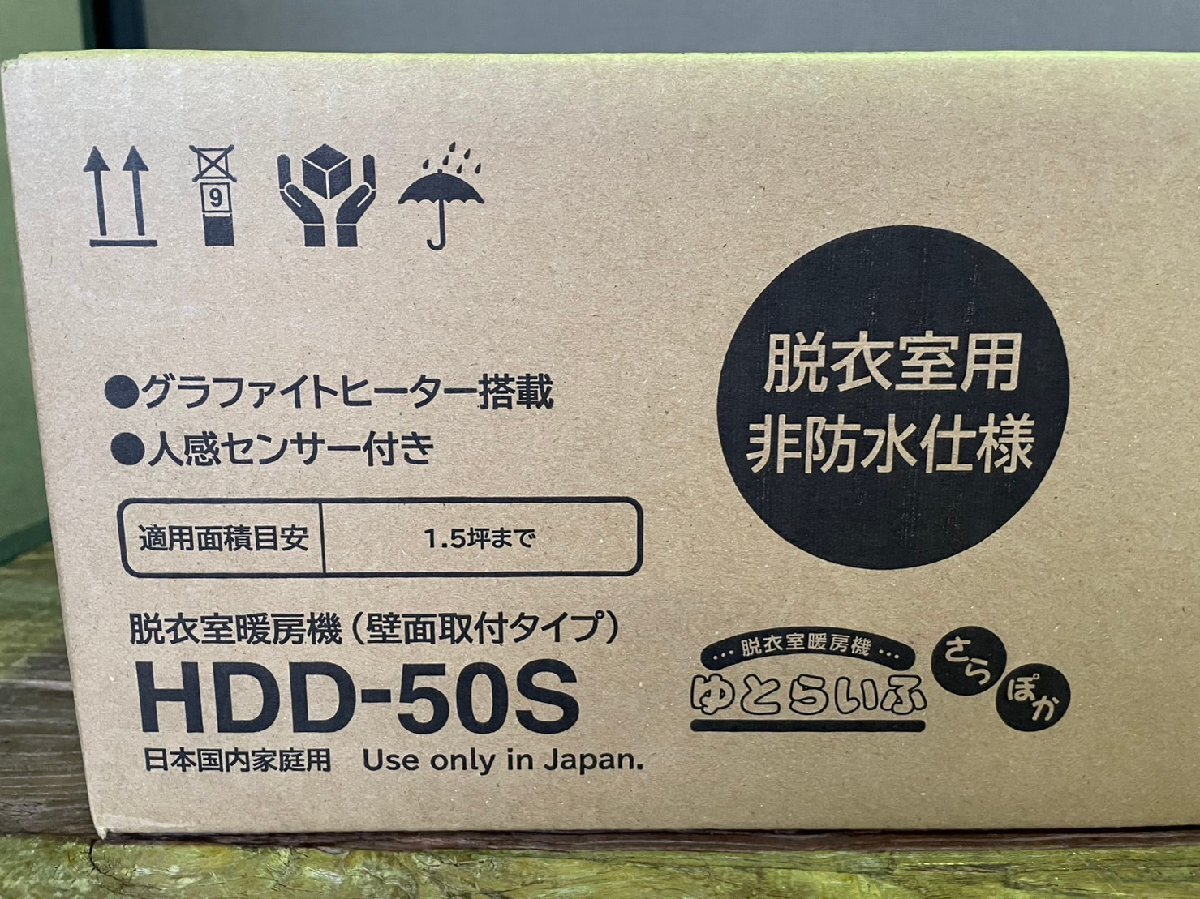 9
●グラファイトヒーター搭載
●人感センサー付き
適用面積目安 1.5坪まで
脱衣室暖房機（壁面取付タイプ）
HDD-50S
日本国内家庭用 Use only in Japan.
脱衣室用
非防水仕様
…脱衣室暖房機…
ゆとらいふ
さら
ぽか